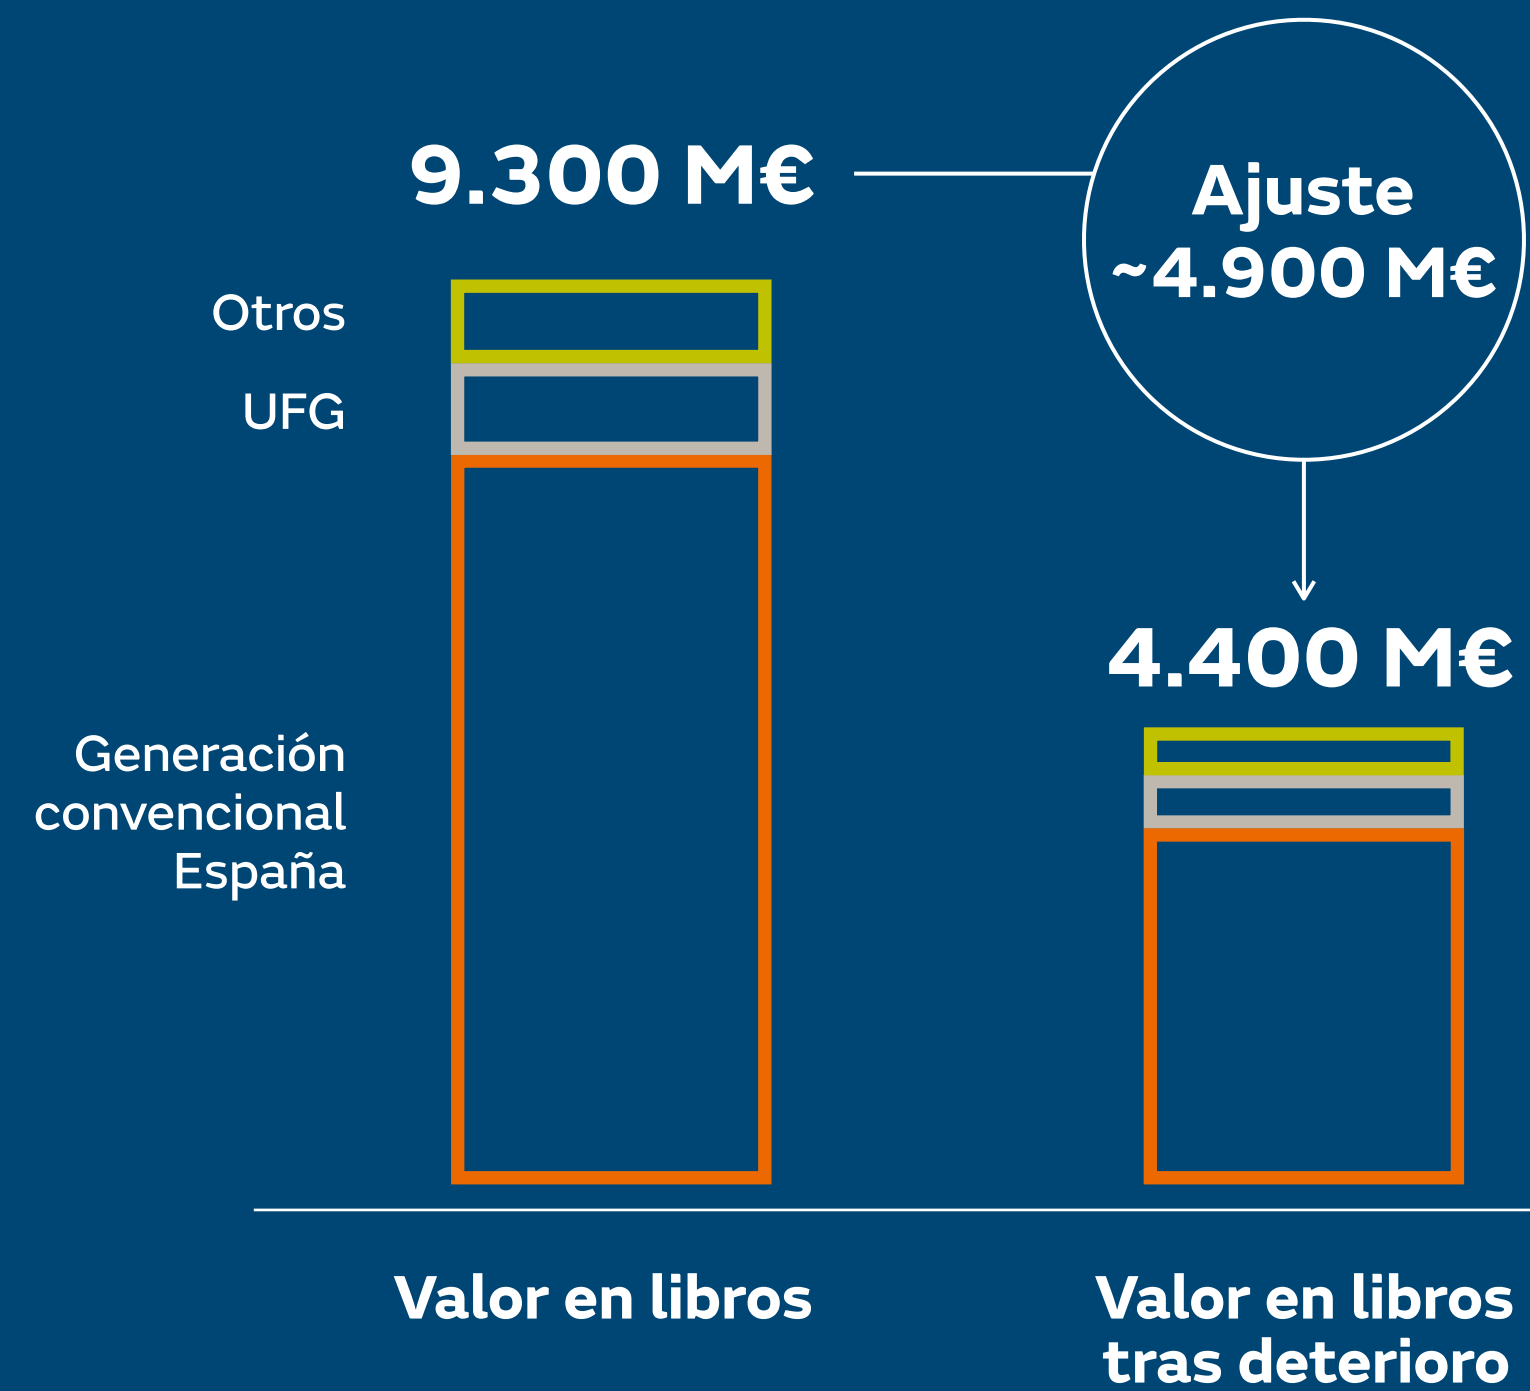 9.300 M€
Ajuste
~4.900 M€
Otros
UFG
4.400 M€
Generación
convencional
España
Valor en libros
Valor en libros
tras deterioro